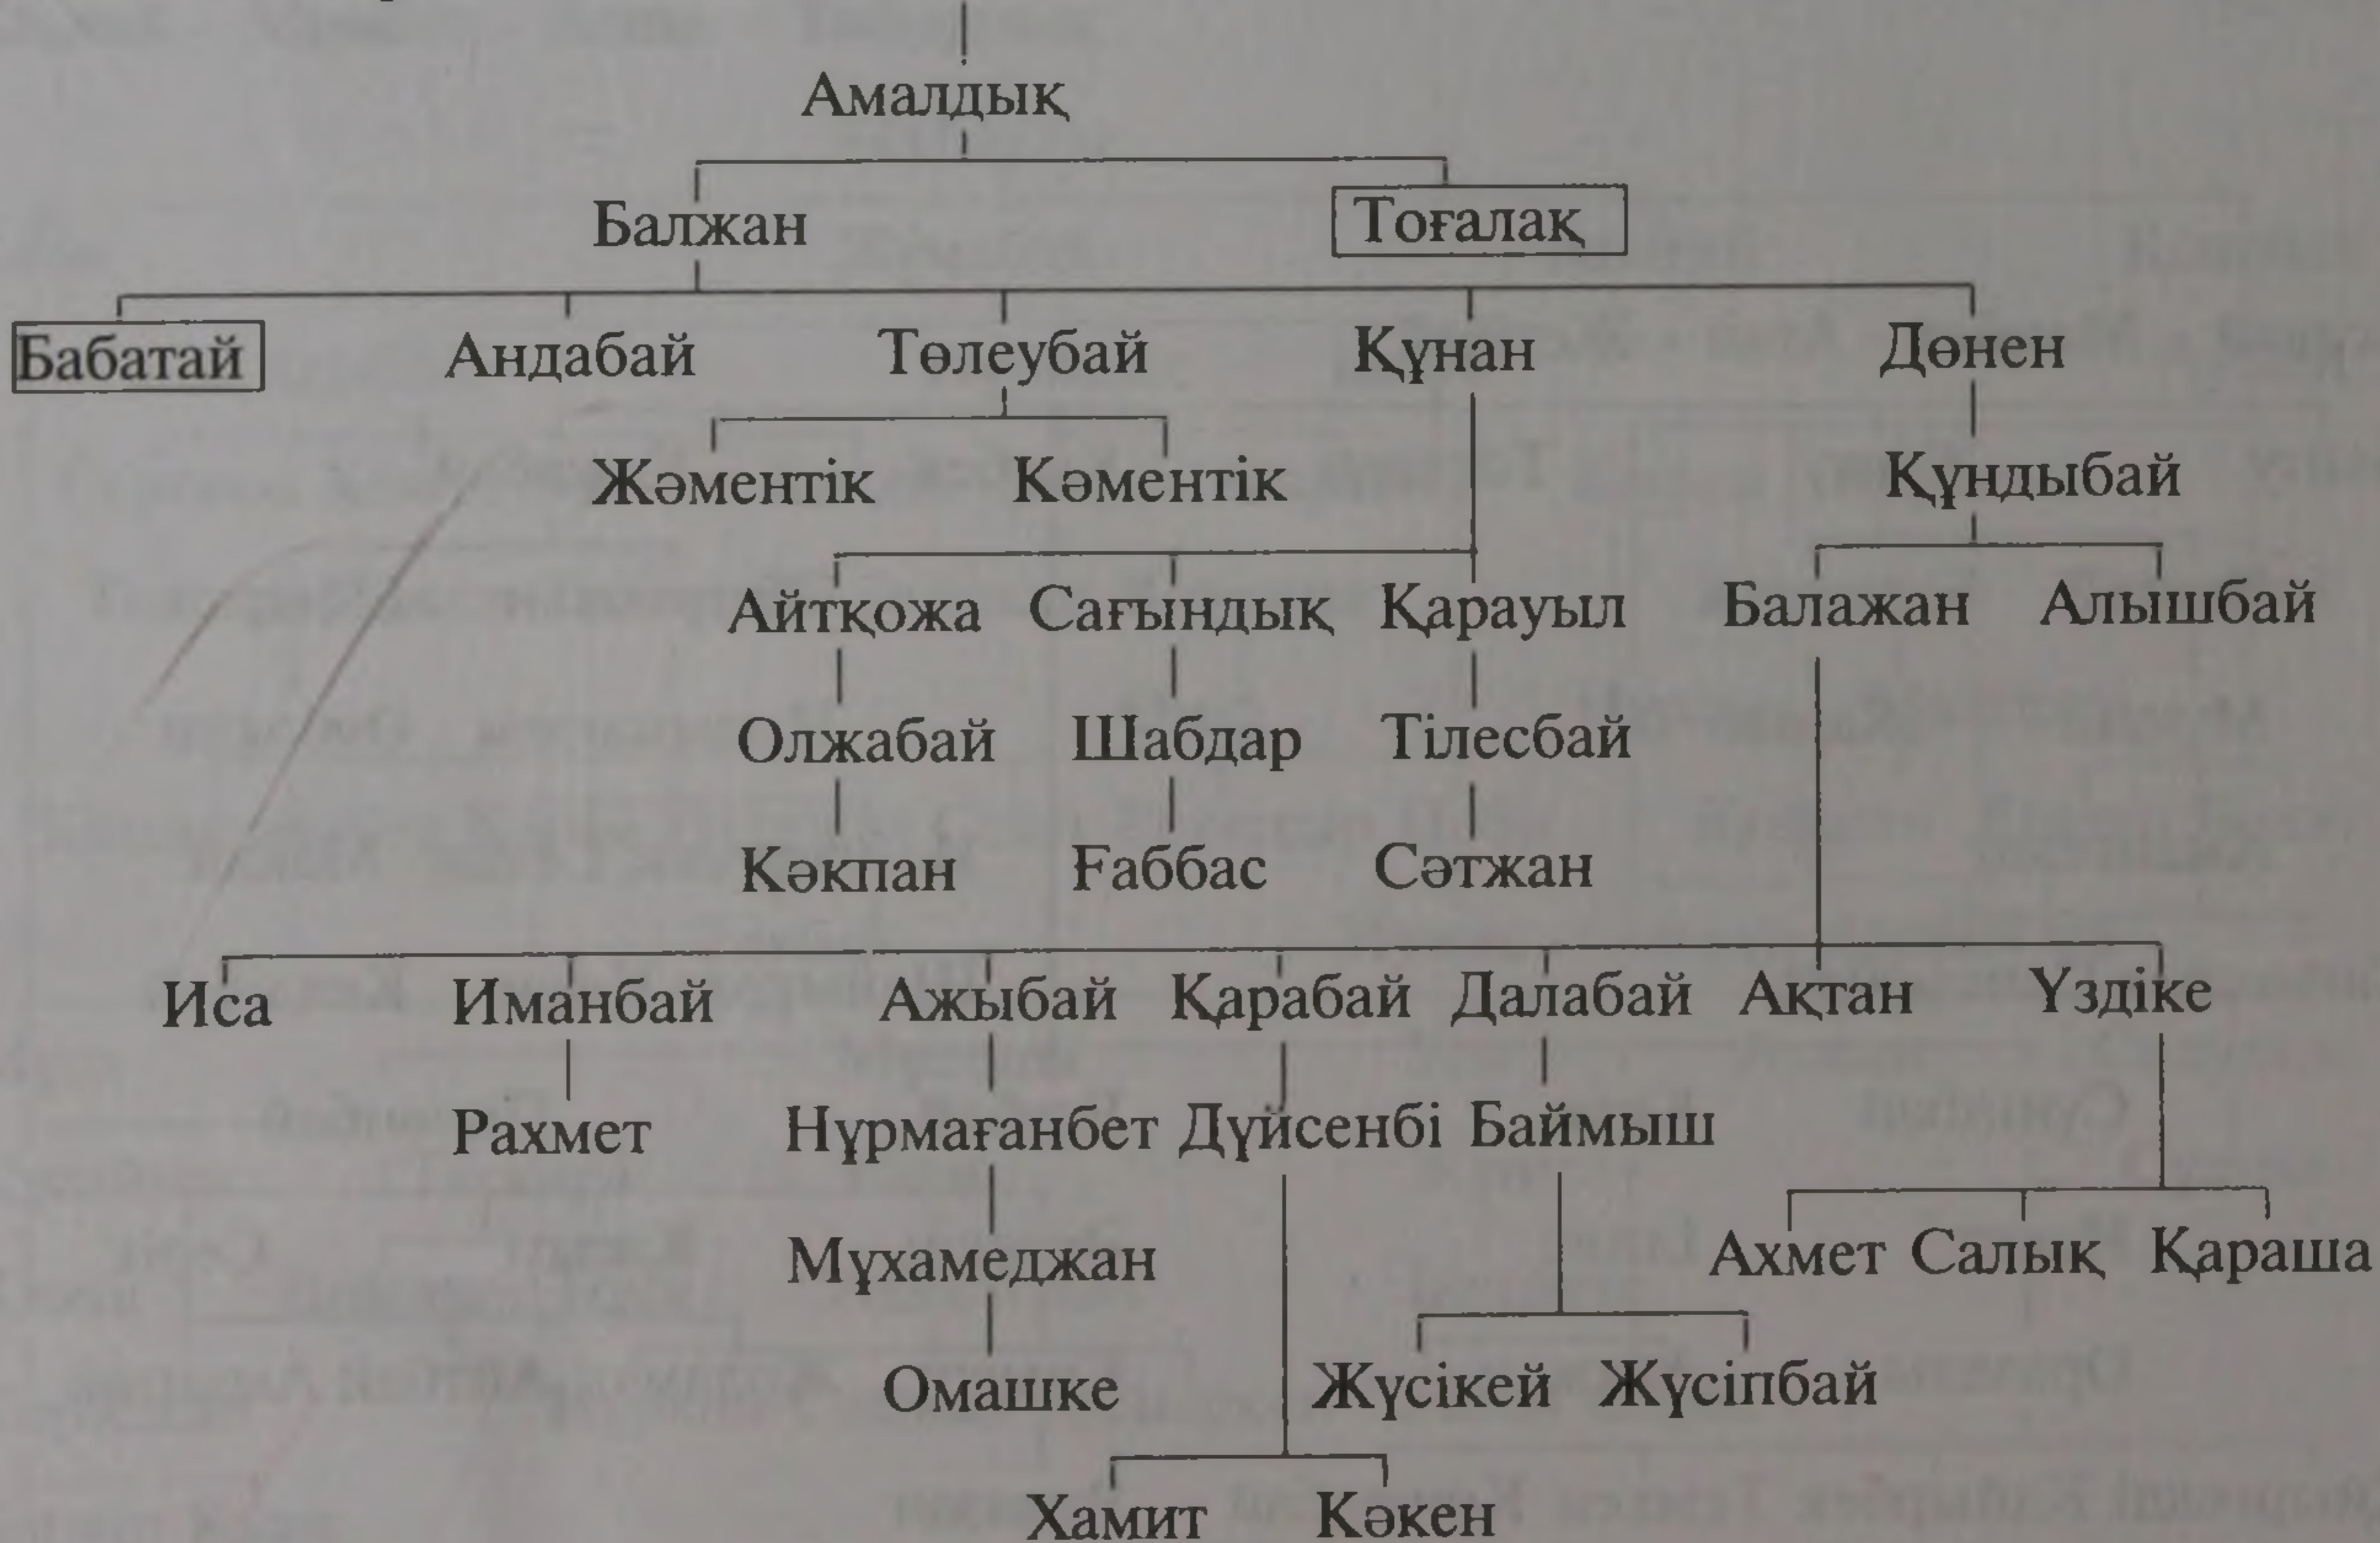 Амалдық
Балжан Тоғалақ
Бабатай Андабай Төлеубай Құнан Дөнен
Жәментік Кәментік Құндыбай
Айтқожа Сағындық Қарауыл Балажан Алышбай
Олжабай Шабдар Тілесбай
Кәкпан Ғаббас Сәтжан
Иса Иманбай Ажыбай Қарабай Далабай Ақтан Үздіке
Рахмет Нұрмағанбет Дүйсенбі Баймыш
Мұхамеджан Ахмет Салық Қараша
Омашке Жүсікей Жүсіпбай
Хамит Кәкен